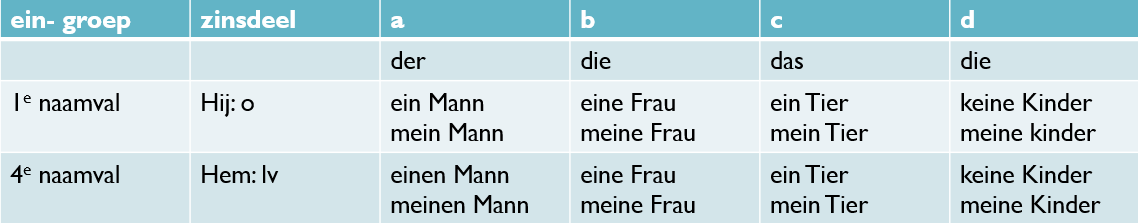 ein- groep zinsdeel a b c d
der die das die
1e naamval Hij: o ein Mann eine Frau ein Tier keine Kinder
mein Mann meine Frau mein Tier meine kinder
4e naamval Hem: lv einen Mann eine Frau ein Tier keine Kinder
meinen Mann meine Frau mein Tier meine Kinder